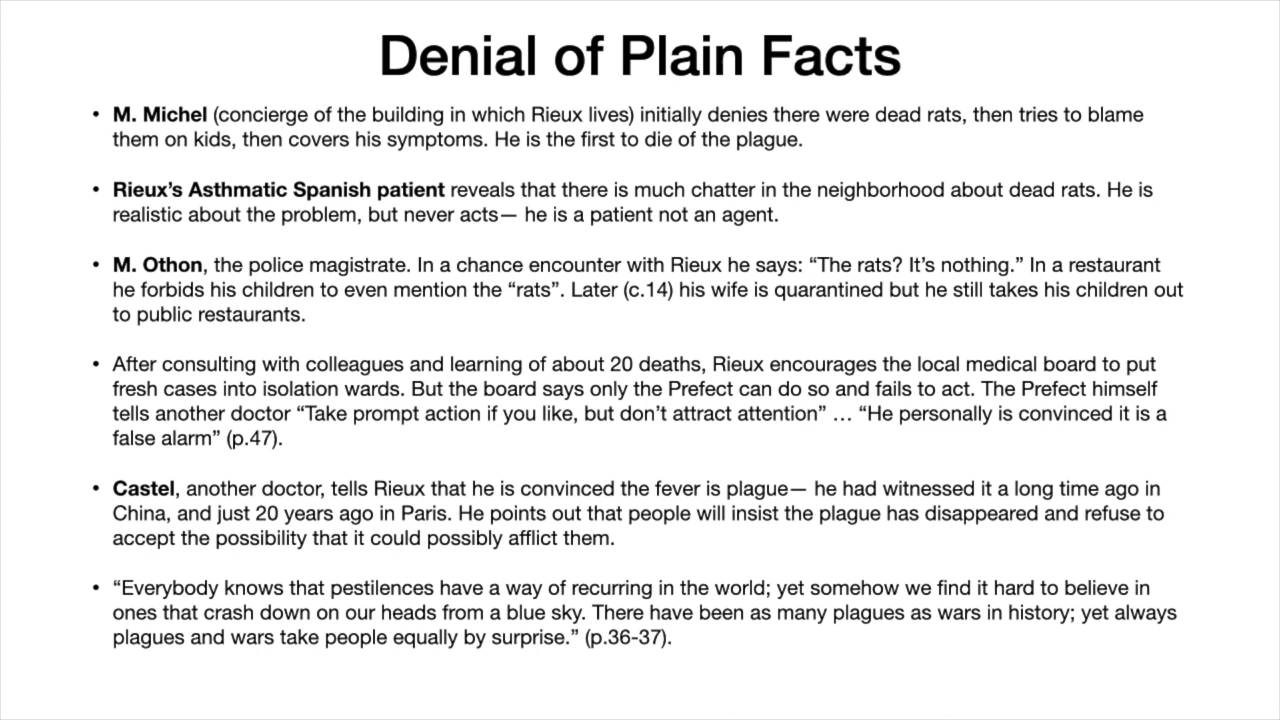 Denial of Plain Facts
• M. Michel (concierge of the building in which Rieux lives) initially denies there were dead rats, then tries to blame
them on kids, then covers his symptoms. He is the first to die of the plague.
• Rieux’s Asthmatic Spanish patient reveals that there is much chatter in the neighborhood about dead rats. He is
realistic about the problem, but never acts— he is a patient not an agent.
• M. Othon, the police magistrate. In a chance encounter with Rieux he says: “The rats? It’s nothing.” In a restaurant
he forbids his children to even mention the “rats”. Later (c.14) his wife is quarantined but he still takes his children out
to public restaurants.
• After consulting with colleagues and learning of about 20 deaths, Rieux encourages the local medical board to put
fresh cases into isolation wards. But the board says only the Prefect can do so and fails to act. The Prefect himself
tells another doctor “Take prompt action if you like, but don’t attract attention” … “He personally is convinced it is a
false alarm” (p.47).
• Castel, another doctor, tells Rieux that he is convinced the fever is plague— he had witnessed it a long time ago in
China, and just 20 years ago in Paris. He points out that people will insist the plague has disappeared and refuse to
accept the possibility that it could possibly afflict them.
• “Everybody knows that pestilences have a way of recurring in the world; yet somehow we find it hard to believe in
ones that crash down on our heads from a blue sky. There have been as many plagues as wars in history; yet always
plagues and wars take people equally by surprise.” (p.36-37).